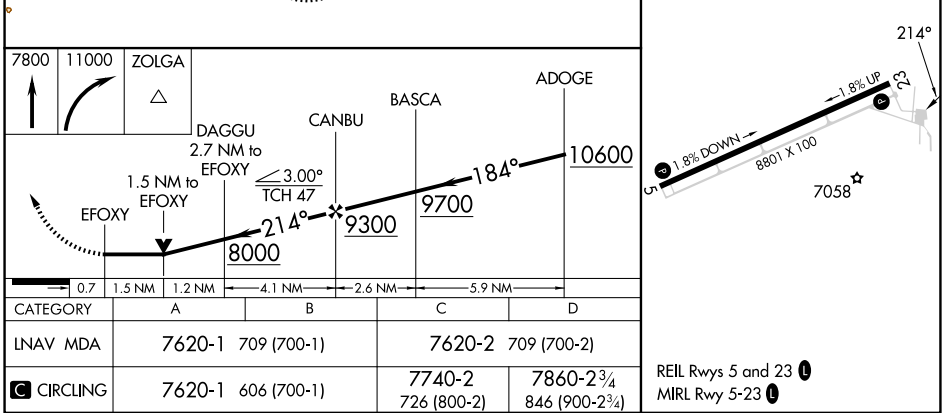 7800 11000 ZOLGA
ADOGE
BASCA
CANBU
DAGGU
2.7 NM to
EFOXY
1.5 NM to
EFOXY
EFOXY
3.00°
TCH 47
184°
10600
9700
214°
9300
8000
0.7 1.5 NM 1.2 NM 4.1 NM 2.6 NM 5.9 NM
CATEGORY A B C D
LNAV MDA 7620-1 709 (700-1) 7620-2 709 (700-2)
C CIRCLING 7620-1 606 (700-1) 7740-2 726 (800-2) 7860-2¾ 846 (900-2¾)
214°
23
1.8% UP
P
P
1.8% DOWN
8801 X 100
5
7058
REIL Rwys 5 and 23 L
MIRL Rwy 5-23 L